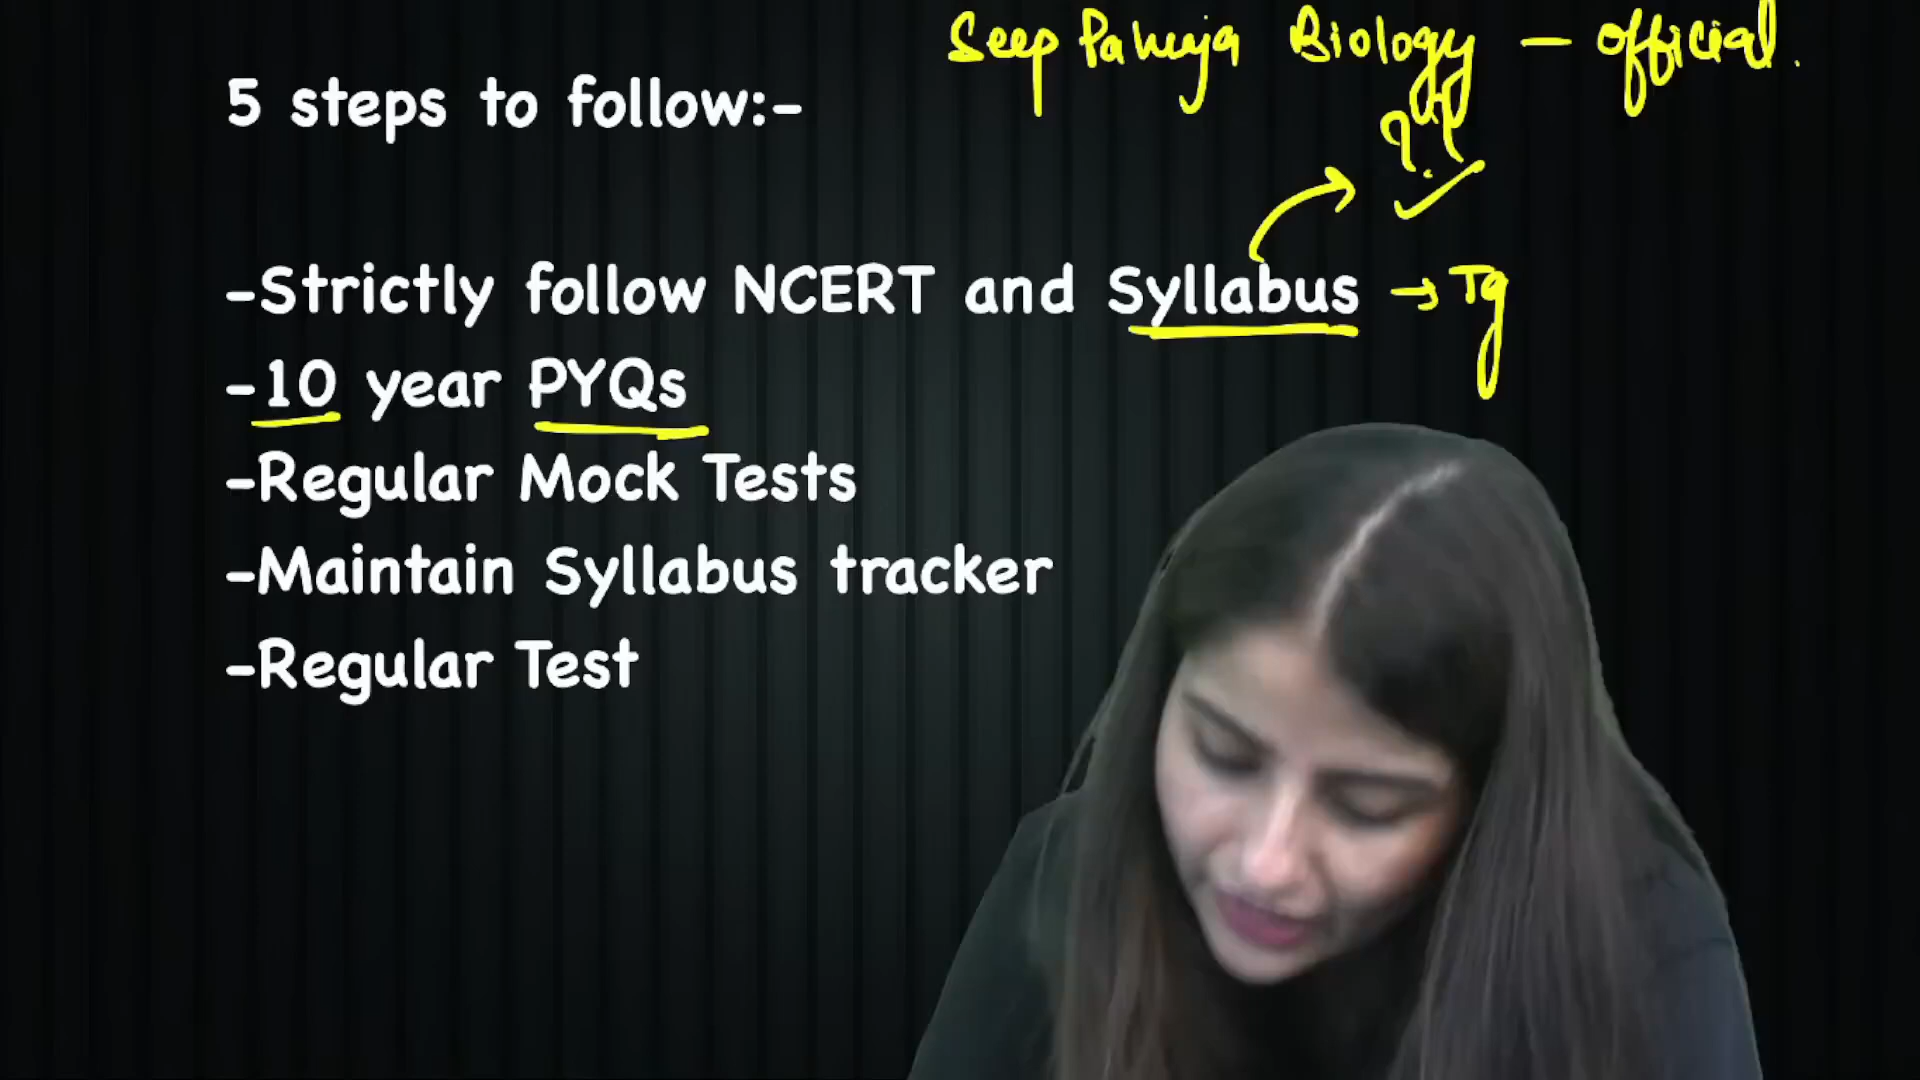 Seep Pahuja Biology - official.
5 steps to follow:-
-Strictly follow NCERT and Syllabus → Tg
-10 year PYQs
-Regular Mock Tests
-Maintain Syllabus tracker
-Regular Test